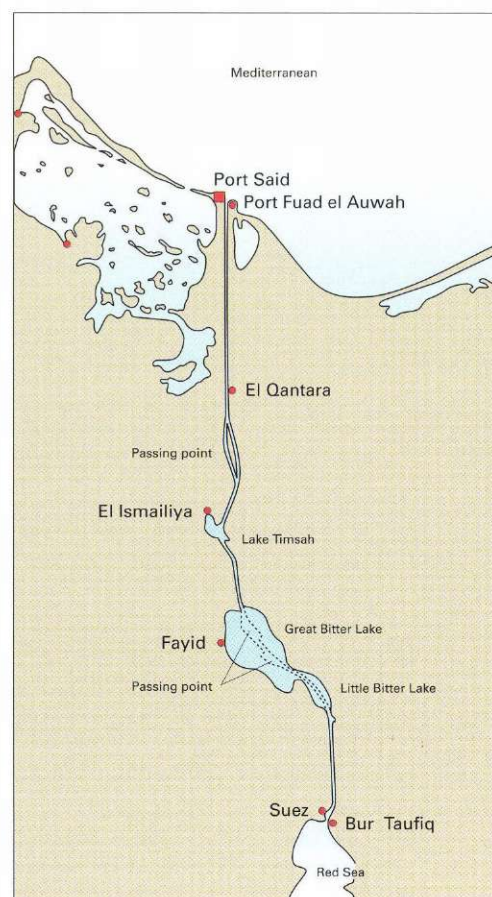 Mediterranean
Port Said
Port Fuad el Auwah
El Qantara
Passing point
El Ismailiya
Lake Timsah
Great Bitter Lake
Fayid
Passing point
Little Bitter Lake
Suez
Bur Taufiq
Red Sea